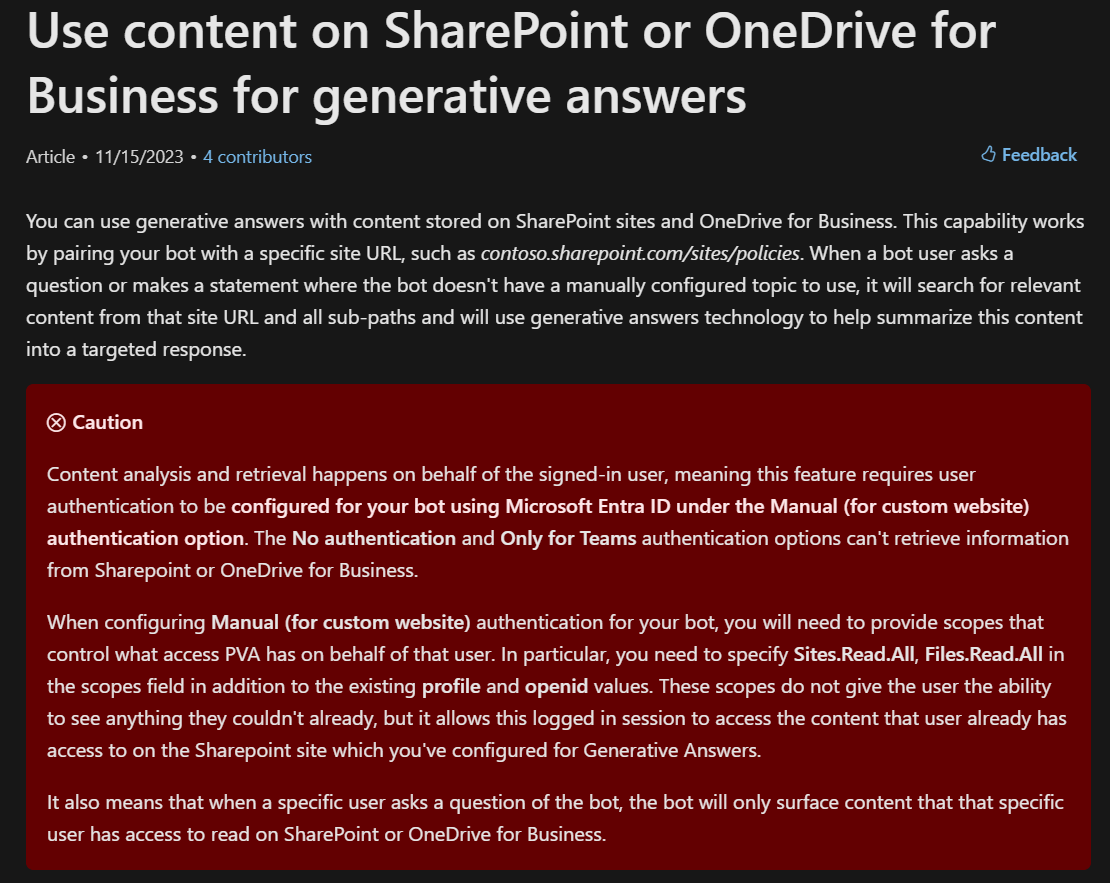 Use content on SharePoint or OneDrive for
Business for generative answers
Article • 11/15/2023 • 4 contributors
Feedback
You can use generative answers with content stored on SharePoint sites and OneDrive for Business. This capability works
by pairing your bot with a specific site URL, such as contoso.sharepoint.com/sites/policies. When a bot user asks a
question or makes a statement where the bot doesn't have a manually configured topic to use, it will search for relevant
content from that site URL and all sub-paths and will use generative answers technology to help summarize this content
into a targeted response.
Caution
Content analysis and retrieval happens on behalf of the signed-in user, meaning this feature requires user
authentication to be configured for your bot using Microsoft Entra ID under the Manual (for custom website)
authentication option. The No authentication and Only for Teams authentication options can't retrieve information
from Sharepoint or OneDrive for Business.
When configuring Manual (for custom website) authentication for your bot, you will need to provide scopes that
control what access PVA has on behalf of that user. In particular, you need to specify Sites.Read.All, Files.Read.All in
the scopes field in addition to the existing profile and openid values. These scopes do not give the user the ability
to see anything they couldn't already, but it allows this logged in session to access the content that user already has
access to on the Sharepoint site which you've configured for Generative Answers.
It also means that when a specific user asks a question of the bot, the bot will only surface content that that specific
user has access to read on SharePoint or OneDrive for Business.